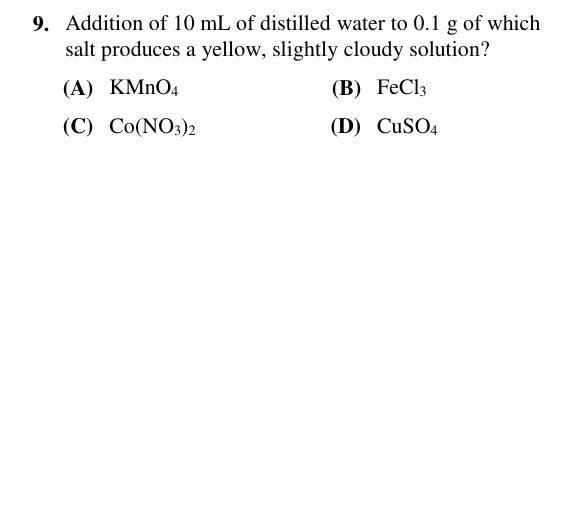 9. Addition of 10 mL of distilled water to 0.1 g of which
salt produces a yellow, slightly cloudy solution?
(A) KMnO4 (B) FeCl3
(C) Co(NO3)2 (D) CuSO4